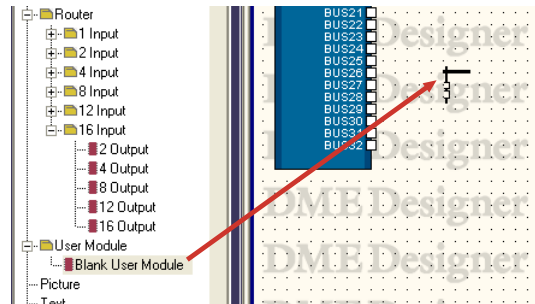 Router
1 Input
2 Input
4 Input
8 Input
12 Input
16 Input
2 Output
4 Output
8 Output
12 Output
16 Output
User Module
Blank User Module
Picture
Text
BUS21
BUS22
BUS23
BUS24
BUS25
BUS26
BUS27
BUS28
BUS29
BUS30
BUS31
BUS32
Designer
Designer
Designer
DME Designer
DME Designer